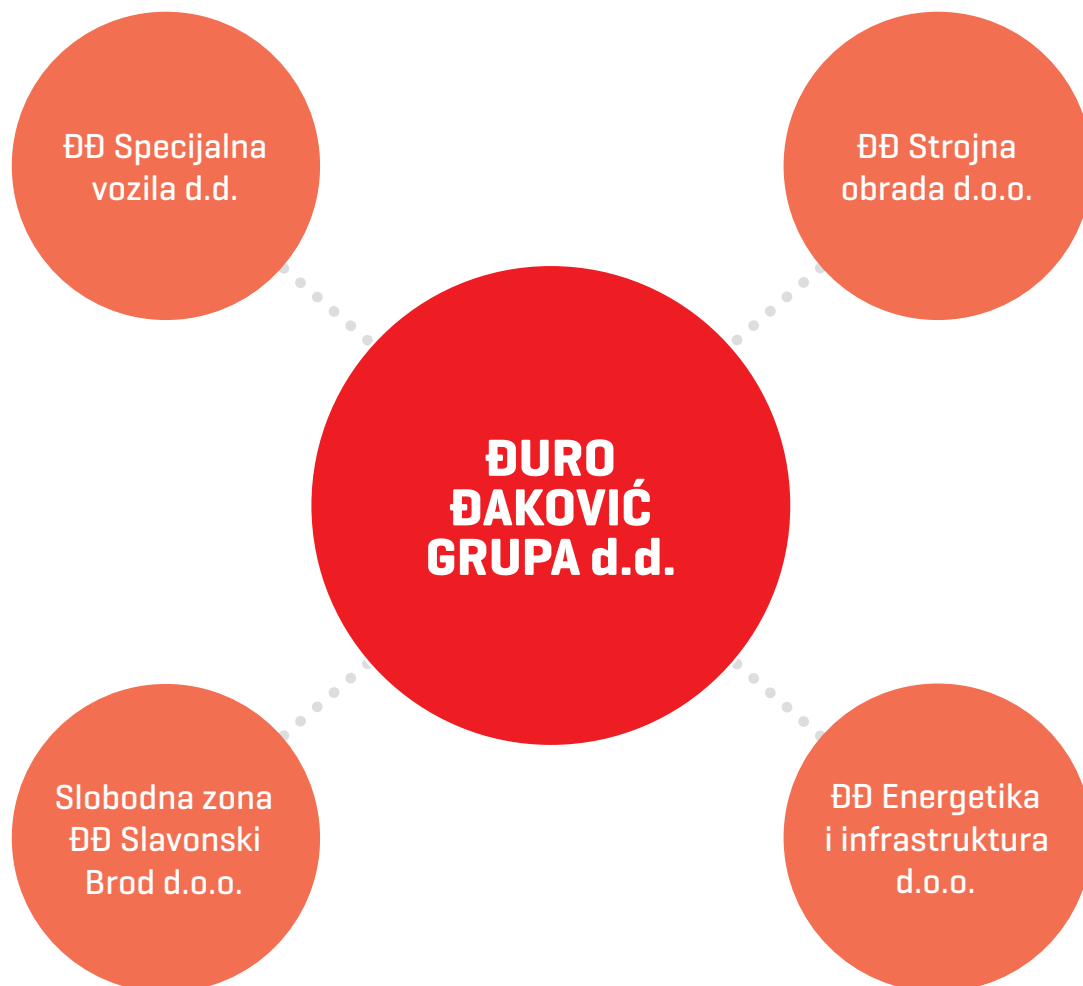 ĐĐ Specijalna
vozila d.d.
ĐĐ Strojna
obrada d.o.o.
ĐURO
ĐAKOVIĆ
GRUPA d.d.
Slobodna zona
ĐĐ Slavonski
Brod d.o.o.
ĐĐ Energetika
i infrastruktura
d.o.o.